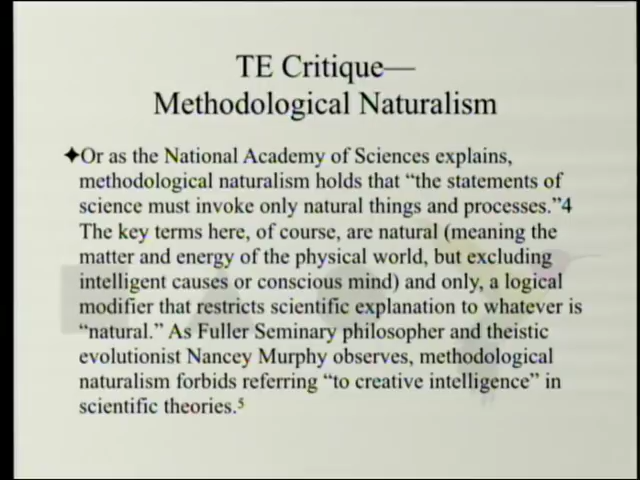 TE Critique—
Methodological Naturalism
✦Or as the National Academy of Sciences explains,
methodological naturalism holds that “the statements of
science must invoke only natural things and processes.”4
The key terms here, of course, are natural (meaning the
matter and energy of the physical world, but excluding
intelligent causes or conscious mind) and only, a logical
modifier that restricts scientific explanation to whatever is
“natural.” As Fuller Seminary philosopher and theistic
evolutionist Nancey Murphy observes, methodological
naturalism forbids referring “to creative intelligence” in
scientific theories.⁵